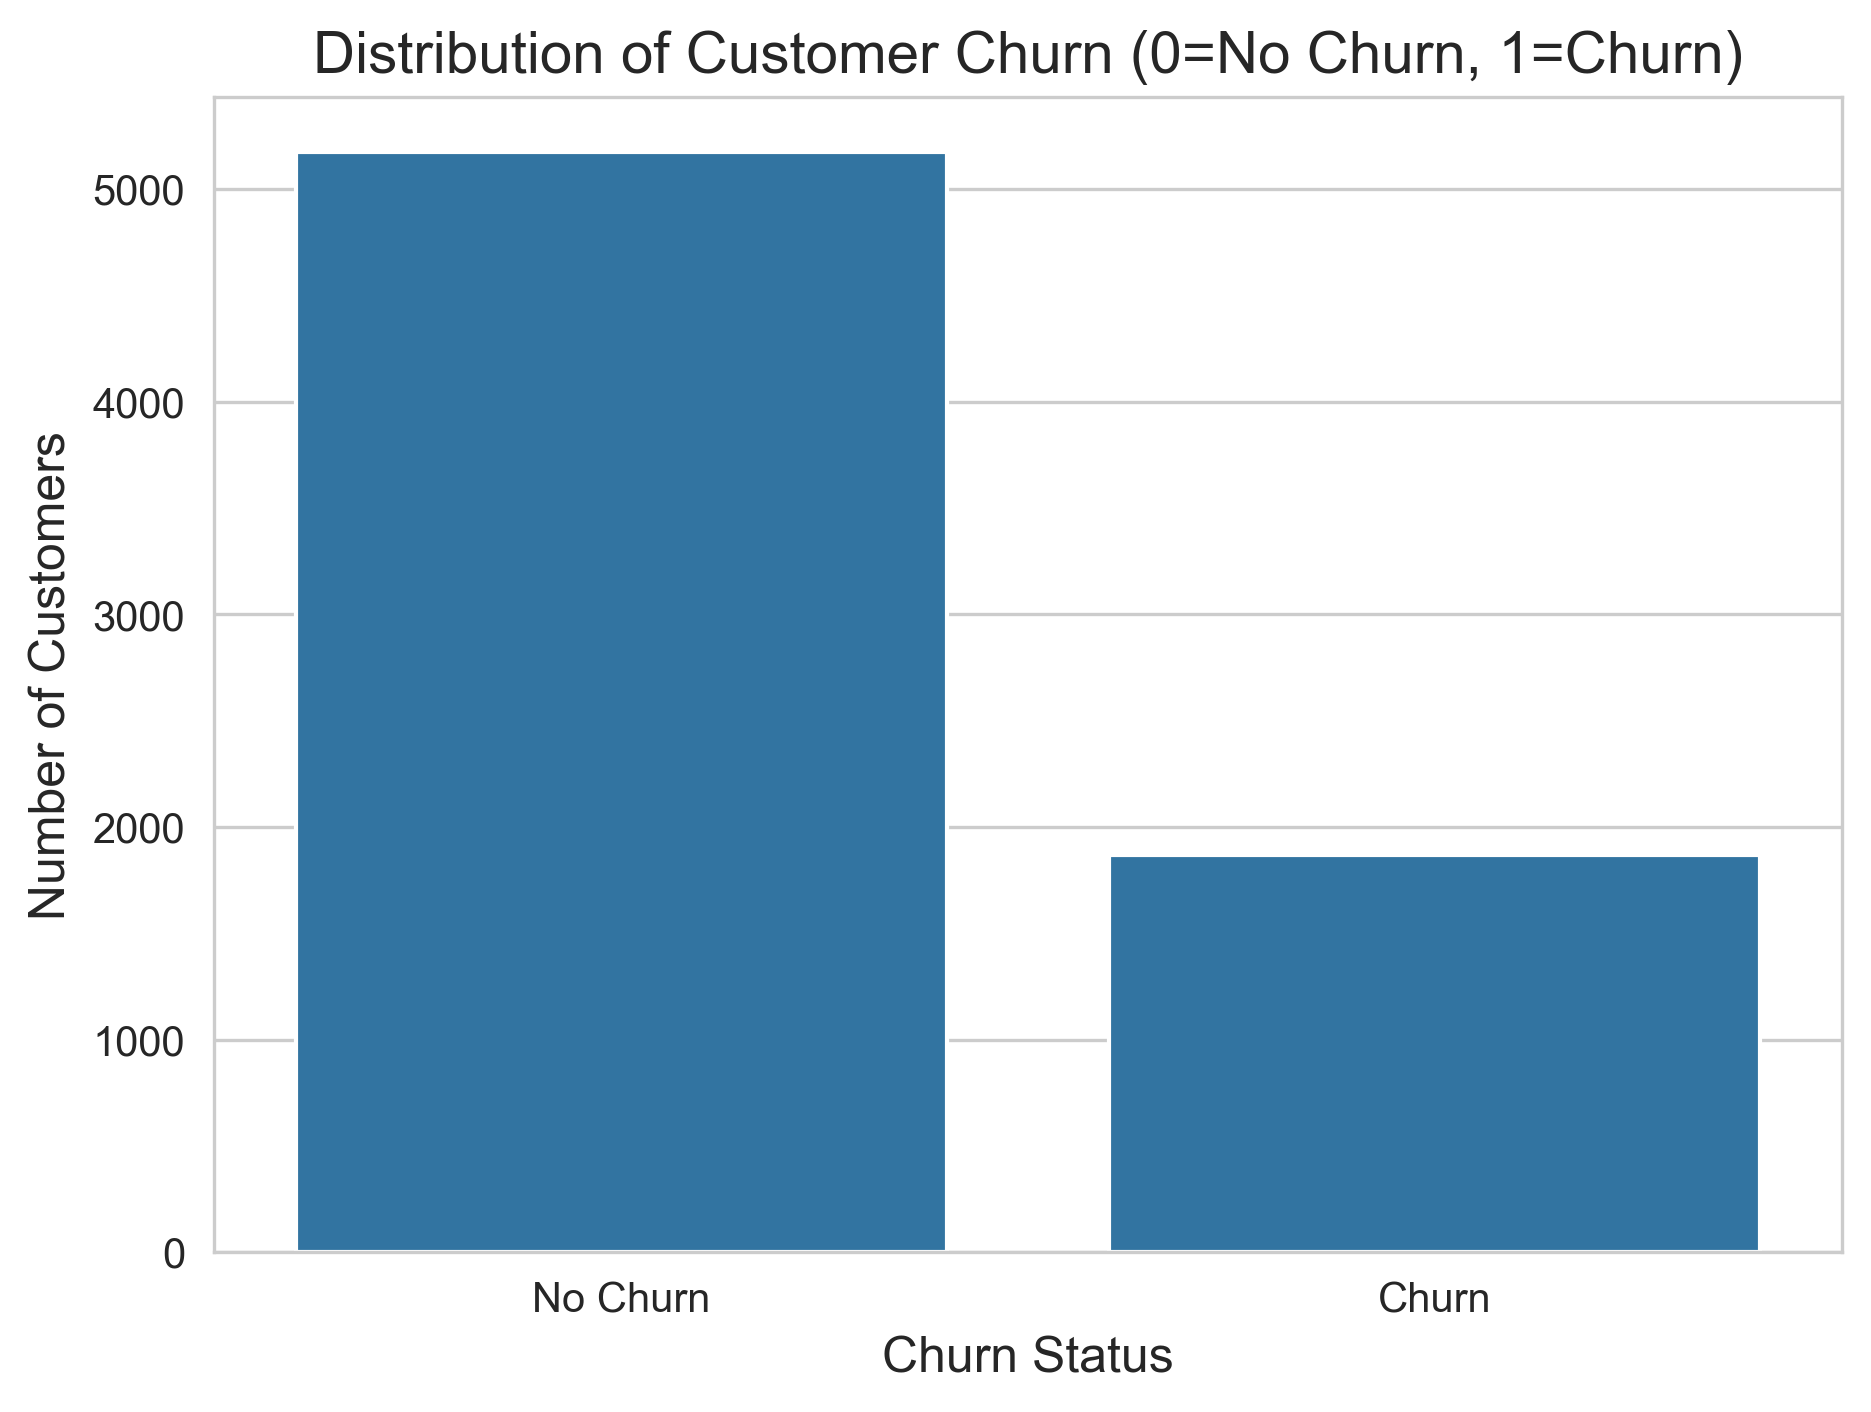 Distribution of Customer Churn (0=No Churn, 1=Churn)
Number of Customers
5000
4000
3000
2000
1000
0
No Churn
Churn
Churn Status